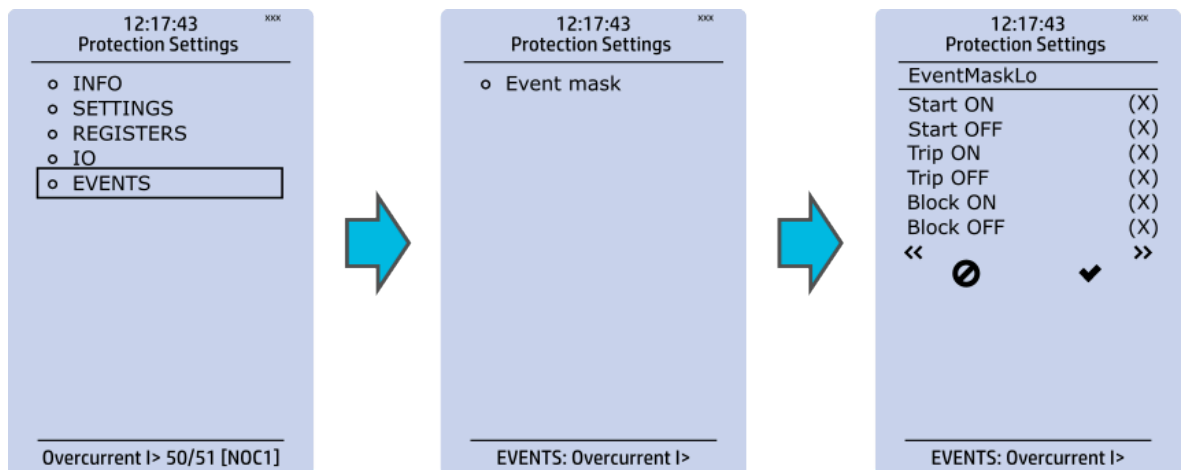 12:17:43 xxx
Protection Settings
INFO
SETTINGS
REGISTERS
IO
EVENTS
Overcurrent I> 50/51 [NOC1]
12:17:43 xxx
Protection Settings
Event mask
EVENTS: Overcurrent I>
12:17:43 xxx
Protection Settings
EventMaskLo
Start ON (X)
Start OFF (X)
Trip ON (X)
Trip OFF (X)
Block ON (X)
Block OFF (X)
« »
EVENTS: Overcurrent I>